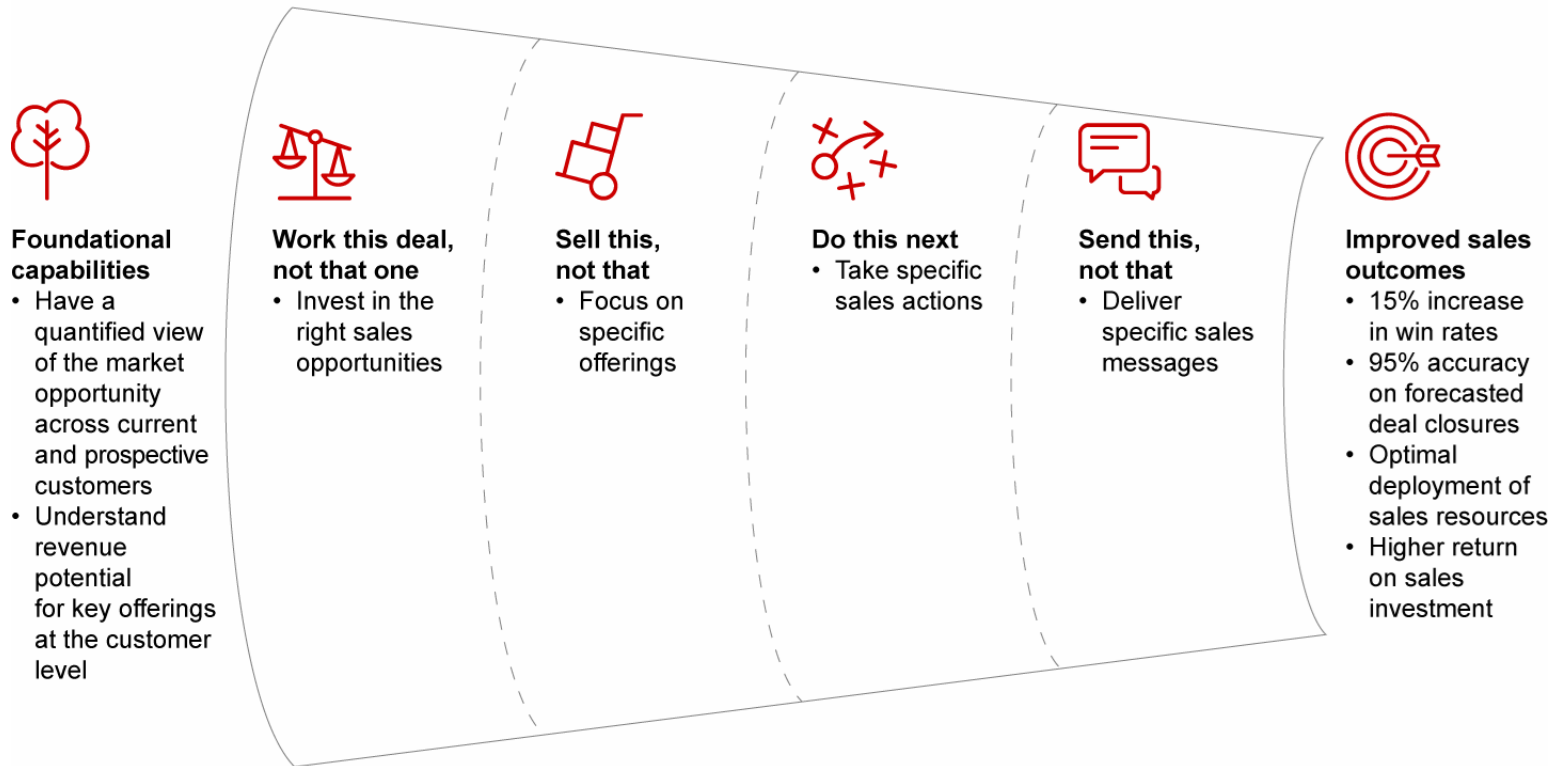 Foundational
capabilities
• Have a
quantified view
of the market
opportunity
across current
and prospective
customers
• Understand
revenue
potential
for key offerings
at the customer
level
Work this deal,
not that one
• Invest in the
right sales
opportunities
Sell this,
not that
• Focus on
specific
offerings
Do this next
• Take specific
sales actions
Send this,
not that
• Deliver
specific sales
messages
Improved sales
outcomes
• 15% increase
in win rates
• 95% accuracy
on forecasted
deal closures
• Optimal
deployment of
sales resources
• Higher return
on sales
investment